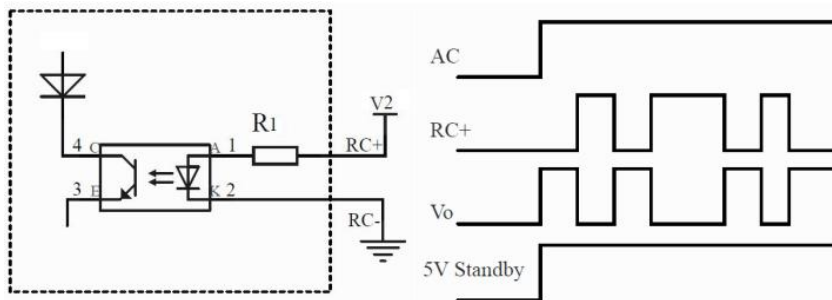 V2
R1
4 C
A 1
RC+
3 E
K 2
RC-
AC
RC+
Vo
5V Standby